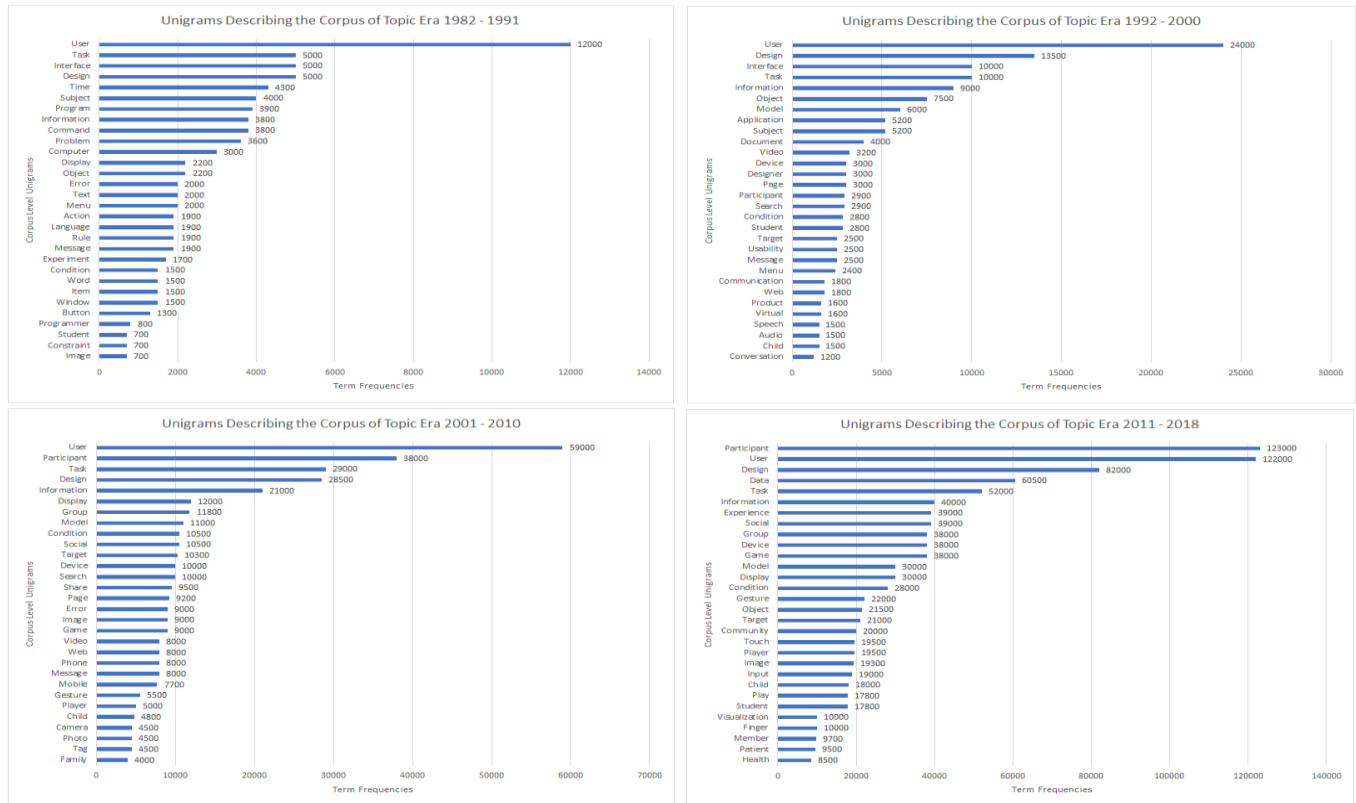 Unigrams Describing the Corpus of Topic Era 1982 - 1991
Corpus Level Unigrams
User 12000
Task 5000
Interface 5000
Design 5000
Time 4300
Subject 4000
Program 3900
Information 3800
Command 3800
Problem 3600
Computer 3000
Display 2200
Object 2200
Error 2000
Text 2000
Menu 2000
Action 1900
Language 1900
Rule 1900
Message 1900
Experiment 1700
Condition 1500
Word 1500
Item 1500
Window 1500
Button 1300
Programmer 800
Student 700
Constraint 700
Image 700
0 2000 4000 6000 8000 10000 12000 14000
Term Frequencies
Unigrams Describing the Corpus of Topic Era 1992 - 2000
Corpus Level Unigrams
User 24000
Design 13500
Interface 10000
Task 10000
Information 9000
Object 7500
Model 6000
Application 5200
Subject 5200
Document 4000
Video 3200
Device 3000
Designer 3000
Page 3000
Participant 2900
Search 2900
Condition 2800
Student 2800
Target 2500
Usability 2500
Message 2500
Menu 2400
Communication 1800
Web 1800
Product 1600
Virtual 1600
Speech 1500
Audio 1500
Child 1500
Conversation 1200
0 5000 10000 15000 20000 25000 30000
Term Frequencies
Unigrams Describing the Corpus of Topic Era 2001 - 2010
Corpus Level Unigrams
User 59000
Participant 38000
Task 29000
Design 28500
Information 21000
Display 12000
Group 11800
Model 11000
Condition 10500
Social 10500
Target 10300
Device 10000
Search 10000
Share 9500
Page 9200
Error 9000
Image 9000
Game 9000
Video 8000
Web 8000
Phone 8000
Message 8000
Mobile 7700
Gesture 5500
Player 5000
Child 4800
Camera 4500
Photo 4500
Tag 4500
Family 4000
0 10000 20000 30000 40000 50000 60000 70000
Term Frequencies
Unigrams Describing the Corpus of Topic Era 2011 - 2018
Corpus Level Unigrams
Participant 123000
User 122000
Design 82000
Data 60500
Task 52000
Information 40000
Experience 39000
Social 39000
Group 38000
Device 38000
Game 38000
Model 30000
Display 30000
Condition 28000
Gesture 22000
Object 21500
Target 21000
Community 20000
Touch 19500
Player 19500
Image 19300
Input 19000
Child 18000
Play 17800
Student 17800
Visualization 10000
Finger 10000
Member 9700
Patient 9500
Health 8500
0 20000 40000 60000 80000 100000 120000 140000
Term Frequencies